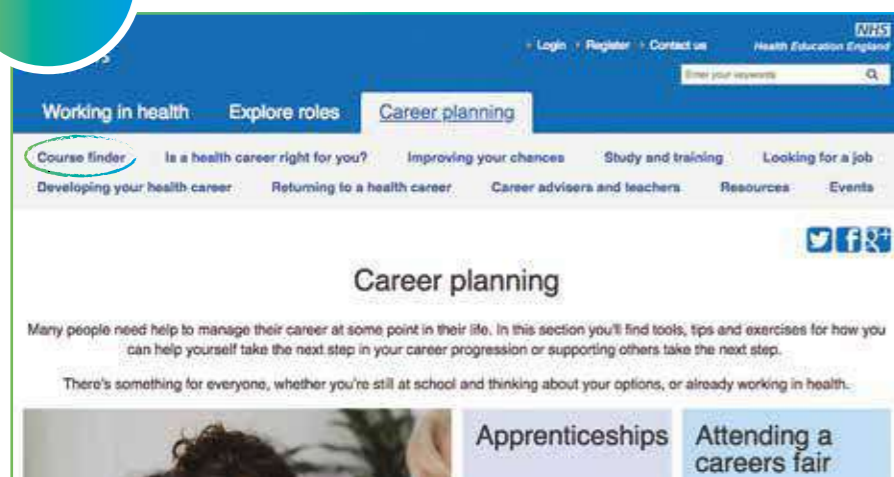 Login Register Contact us
NHS
Health Education England
Enter your keywords
Working in health Explore roles Career planning
Course finder Is a health career right for you? Improving your chances Study and training Looking for a job
Developing your health career Returning to a health career Career advisers and teachers Resources Events
Career planning
Many people need help to manage their career at some point in their life. In this section you'll find tools, tips and exercises for how you
can help yourself take the next step in your career progression or supporting others take the next step.
There's something for everyone, whether you're still at school and thinking about your options, or already working in health.
Apprenticeships
Attending a
careers fair